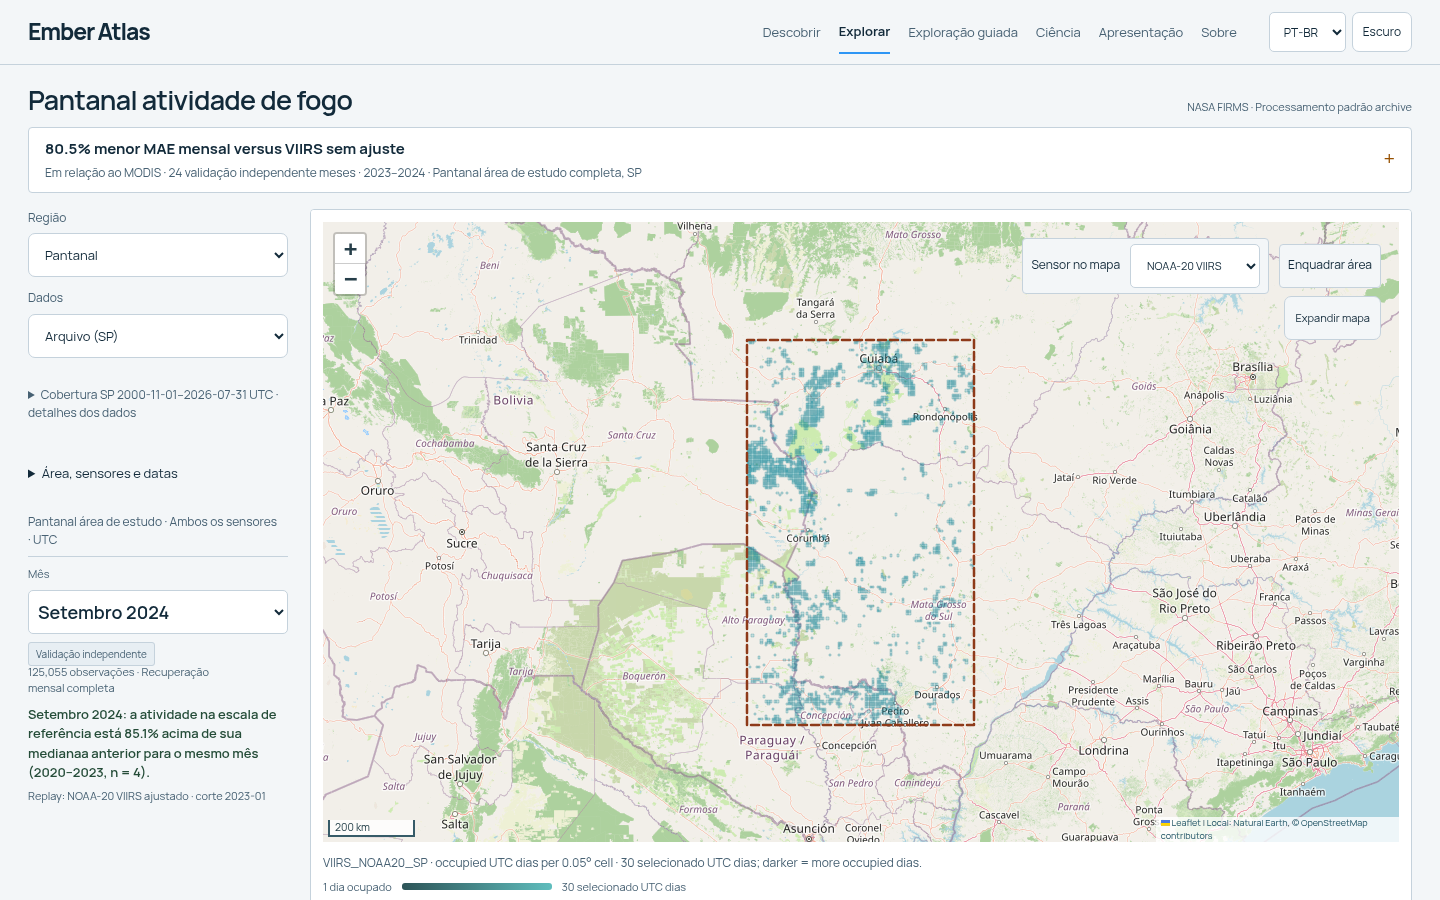 Ember Atlas
Descobrir
Explorar
Exploração guiada
Ciência
Apresentação
Sobre
PT-BR
Escuro
Pantanal atividade de fogo
NASA FIRMS · Processamento padrão archive
80.5% menor MAE mensal versus VIIRS sem ajuste
Em relação ao MODIS · 24 validação independente meses · 2023–2024 · Pantanal área de estudo completa, SP
+
Região
Pantanal
Dados
Arquivo (SP)
Cobertura SP 2000-11-01–2026-07-31 UTC ·
detalhes dos dados
Área, sensores e datas
Pantanal área de estudo · Ambos os sensores
· UTC
Mês
Setembro 2024
Validação independente
125,055 observações · Recuperação
mensal completa
Setembro 2024: a atividade na escala de
referência está 85.1% acima de sua
medianaa anterior para o mesmo mês
(2020–2023, n = 4).
Replay: NOAA-20 VIIRS ajustado · corte 2023-01
+
−
Sensor no mapa
NOAA-20 VIIRS
Enquadrar área
Expandir mapa
Vilhena
Mato Grosso
Beni
Tangará
da Serra
Trinidad
Cuiabá
Brasília
Goiás
Anápolis
Luziânia
a Paz
Bolivia
Rondonópolis
Goiânia
Cochabamba
Santa Cruz
Santa Cruz
de la Sierra
Caldas
Novas
Jataí
Rio Verde
Oruro
Itumbiara
Catalão
Oruro
Uberlândia
Patos de
Minas
Minas Gerai
Sucre
Corumbá
Ituiutaba
Potosí
Uberaba
Araxá
Chuquisaca
Potosí
São José do
Rio Preto
Franca
Mato Grosso
do Sul
Passos
Alto Paraguay
Três Lagoas
Lavras
Tarija
Araçatuba
Ribeirão Preto
Tarija
Boquerón
São Carlos
Varginha
Marília
Bauru
Jaú
Poços
de Caldas
Presidente
Prudente
Assis
Dourados
São Paulo
Concepción
Pedro
Juan Caballero
Campinas
Jujuy
Ourinhos
Taubaté
Paraguay /
Paraguái
Concepción
Umuarama
Londrina
Tatuí
Itu
Jundiaí
San Salvador
de Jujuy
Itapetininga
São Paulo
Salta
San Pedro
Canindeyú
Campo
Mourão
Itanhaém
Formosa
Paraná
Ponta
Gros
Salta
Asunción
Coronel
Oviedo
Cascavel
Guarapuava
200 km
Leaflet | Local: Natural Earth, © OpenStreetMap
contributors
VIIRS_NOAA20_SP · occupied UTC dias per 0.05° cell · 30 selecionado UTC dias; darker = more occupied dias.
1 dia ocupado
30 selecionado UTC dias